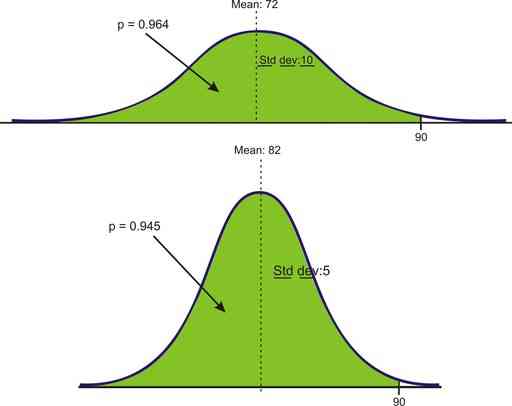 Mean: 72
p = 0.964
Std dev:10
90
Mean: 82
p = 0.945
Std dev:5
90